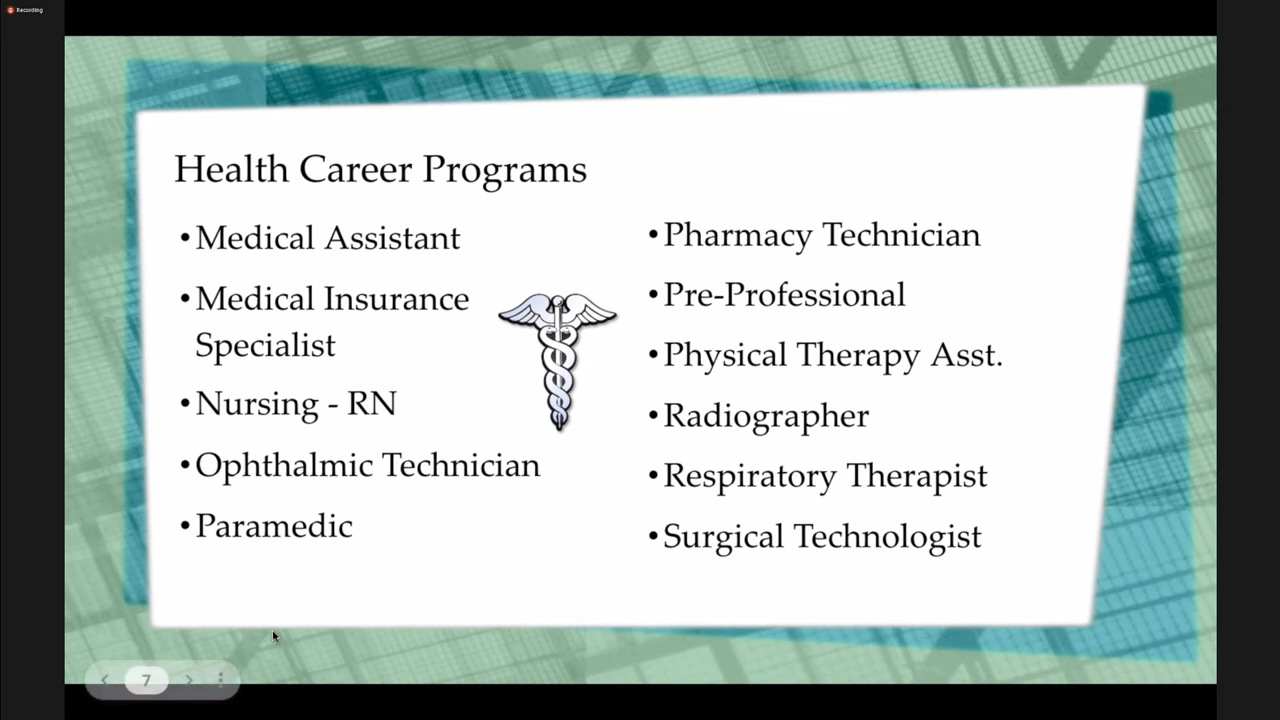 Recording
Health Career Programs
•Medical Assistant
•Medical Insurance
Specialist
•Nursing - RN
•Ophthalmic Technician
•Paramedic
•Pharmacy Technician
•Pre-Professional
•Physical Therapy Asst.
•Radiographer
•Respiratory Therapist
•Surgical Technologist
7